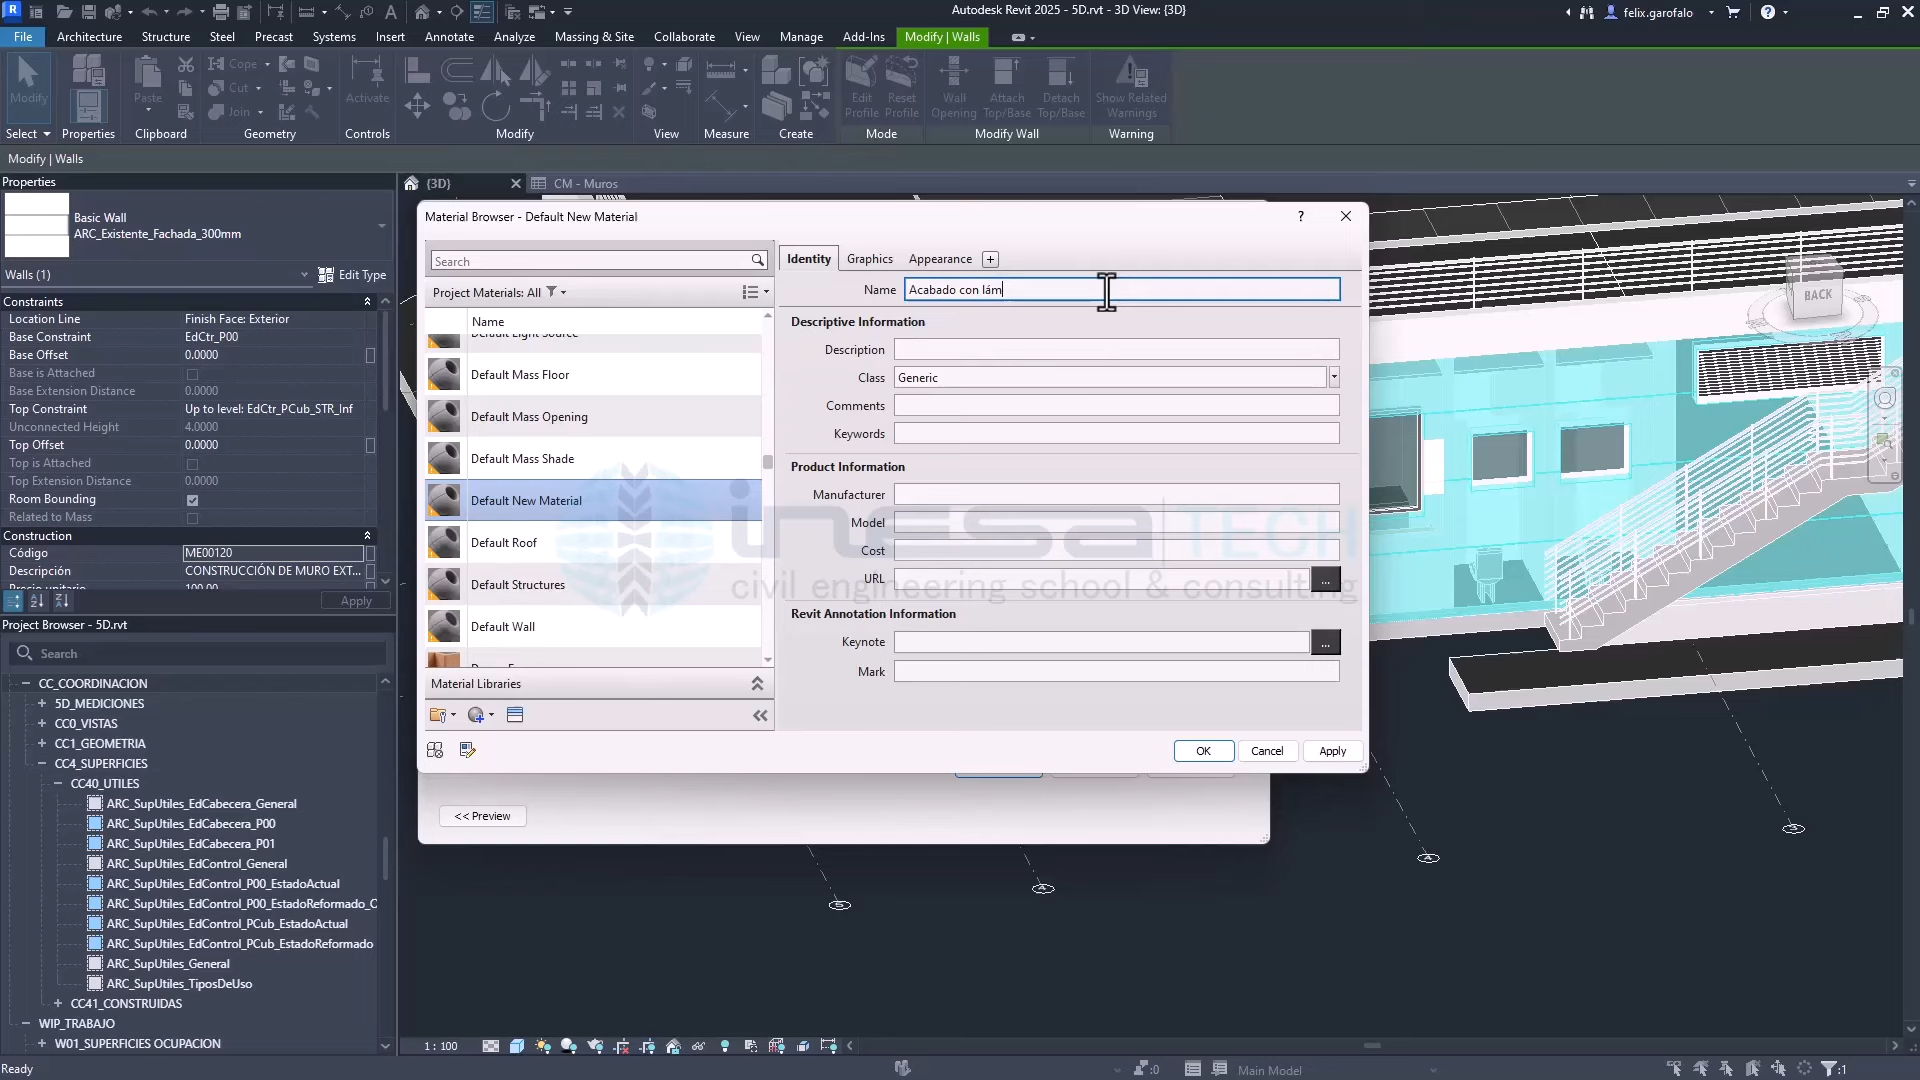 Autodesk Revit 2025 - 5D.rvt - 3D View: {3D}
felix.garofalo
File
Architecture
Structure
Steel
Precast
Systems
Insert
Annotate
Analyze
Massing & Site
Collaborate
View
Manage
Add-Ins
Modify | Walls
Modify
Paste
Cope
Cut
Join
Activate
Edit Profile
Reset Profile
Wall Opening
Attach Top/Base
Detach Top/Base
Show Related Warnings
Select
Properties
Clipboard
Geometry
Controls
Modify
View
Measure
Create
Mode
Modify Wall
Warning
Modify | Walls
Properties
Basic Wall
ARC_Existente_Fachada_300mm
Walls (1)
Edit Type
Constraints
Location Line Finish Face: Exterior
Base Constraint EdCtr_P00
Base Offset 0.0000
Base is Attached
Base Extension Distance 0.0000
Top Constraint Up to level: EdCtr_PCub_STR_Inf
Unconnected Height 4.0000
Top Offset 0.0000
Top is Attached
Top Extension Distance 0.0000
Room Bounding
Related to Mass
Construction
Código ME00120
Descripción CONSTRUCCIÓN DE MURO EXT...
Precio unitario 100.00
Apply
Project Browser - 5D.rvt
Search
CC_COORDINACION
5D_MEDICIONES
CC0_VISTAS
CC1_GEOMETRIA
CC4_SUPERFICIES
CC40_UTILES
ARC_SupUtiles_EdCabecera_General
ARC_SupUtiles_EdCabecera_P00
ARC_SupUtiles_EdCabecera_P01
ARC_SupUtiles_EdControl_General
ARC_SupUtiles_EdControl_P00_EstadoActual
ARC_SupUtiles_EdControl_P00_EstadoReformado_C
ARC_SupUtiles_EdControl_PCub_EstadoActual
ARC_SupUtiles_EdControl_PCub_EstadoReformado
ARC_SupUtiles_General
ARC_SupUtiles_TiposDeUso
CC41_CONSTRUIDAS
WIP_TRABAJO
W01_SUPERFICIES OCUPACION
Ready
{3D}
CM - Muros
Material Browser - Default New Material
Search
Project Materials: All
Name
Default Light Source
Default Mass Floor
Default Mass Opening
Default Mass Shade
Default New Material
Default Roof
Default Structures
Default Wall
Material Libraries
Identity
Graphics
Appearance
Name Acabado con lám
Descriptive Information
Description
Class Generic
Comments
Keywords
Product Information
Manufacturer
Model
Cost
URL ...
Revit Annotation Information
Keynote ...
Mark
OK
Cancel
Apply
<< Preview
BACK
inesa TECH
civil engineering school & consulting
1 : 100
:0
Main Model
:1